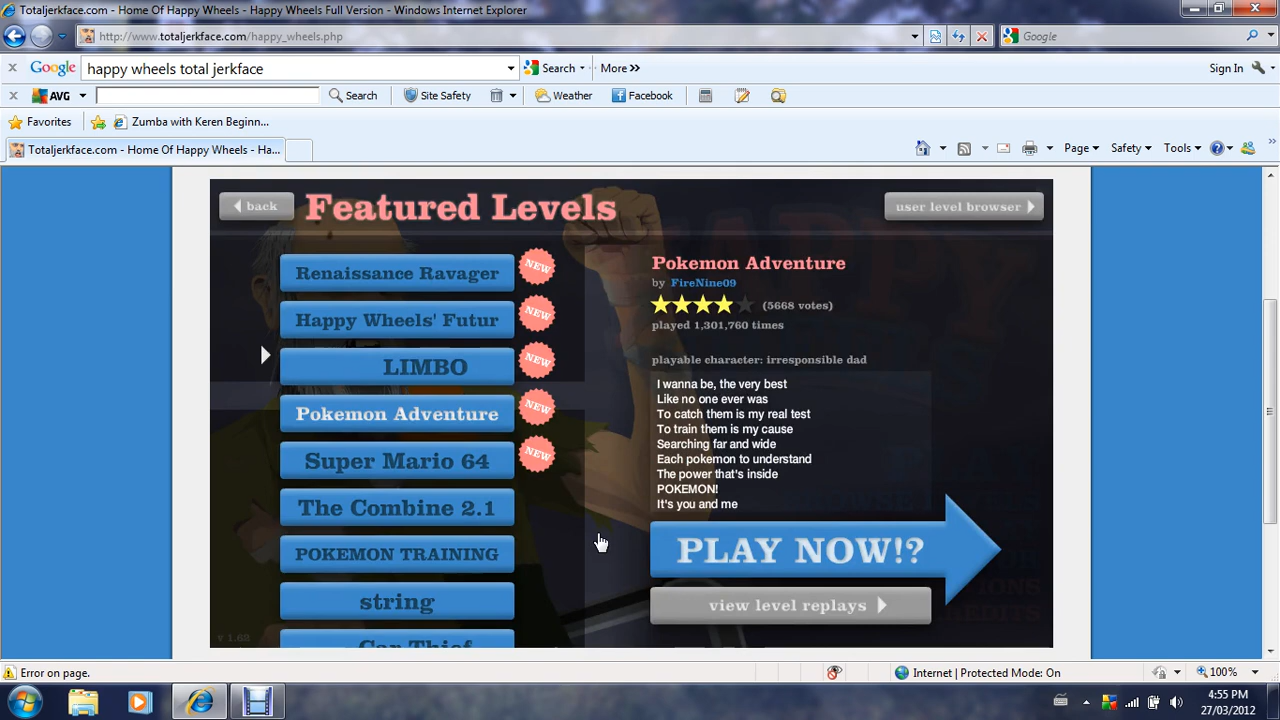 Totaljerkface.com - Home Of Happy Wheels - Happy Wheels Full Version - Windows Internet Explorer
http://www.totaljerkface.com/happy_wheels.php
Google
Google happy wheels total jerkface Search More »
Sign In
AVG Search Site Safety Weather Facebook
Favorites Zumba with Keren Beginn...
Totaljerkface.com - Home Of Happy Wheels - Ha...
Page Safety Tools
back
Featured Levels
user level browser
Renaissance Ravager NEW
Happy Wheels' Futur NEW
LIMBO NEW
Pokemon Adventure NEW
Super Mario 64 NEW
The Combine 2.1
POKEMON TRAINING
string
Car Thief
v 1.62
Pokemon Adventure
by FireNine09
(5668 votes)
played 1,301,760 times
playable character: irresponsible dad
I wanna be, the very best
Like no one ever was
To catch them is my real test
To train them is my cause
Searching far and wide
Each pokemon to understand
The power that's inside
POKEMON!
It's you and me
PLAY NOW!?
view level replays
Error on page.
Internet | Protected Mode: On
100%
4:55 PM
27/03/2012